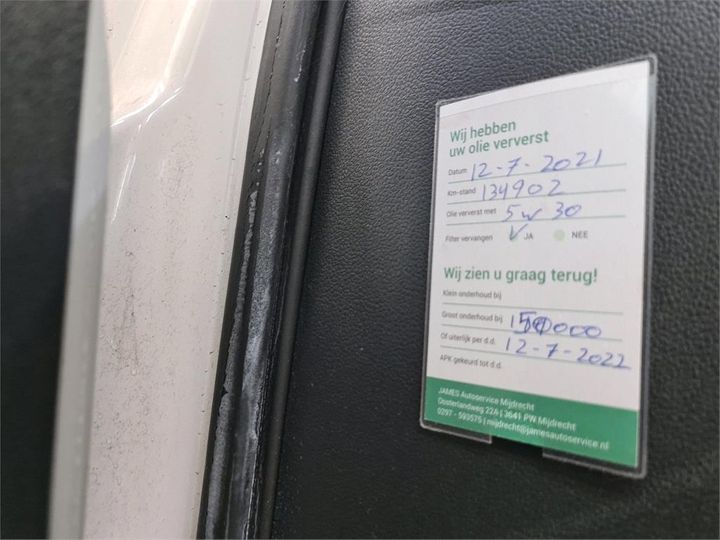 Wij hebben
uw olie ververst
Datum 12-7-2021
Km-stand 134902
Olie ververst met 5w30
Filter vervangen ✓ JA NEE
Wij zien u graag terug!
Klein onderhoud bij
Groot onderhoud bij 150000
Of uiterlijk per d.d. 12-7-2022
APK gekeurd tot d.d.
JAMES Autoservice Mijdrecht
Oosterlandweg 22A | 3641 PW Mijdrecht
0297 - 593575 | mijdrecht@jamesautoservice.nl